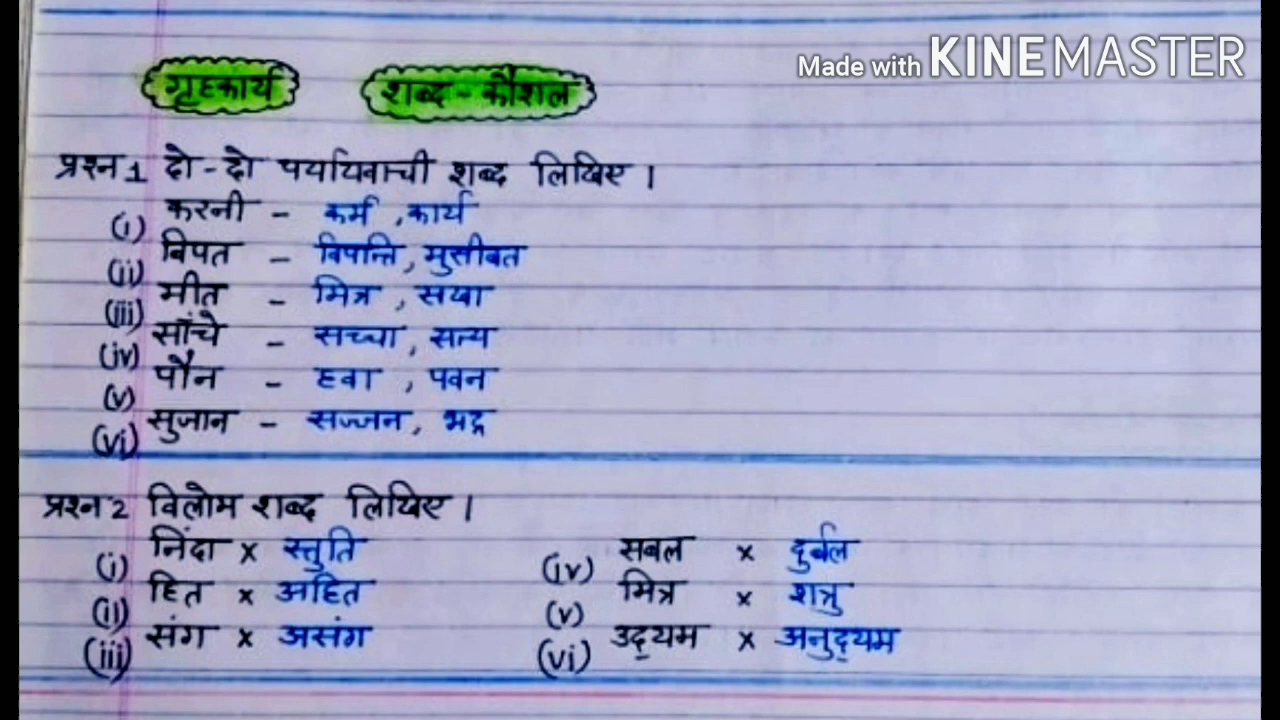 Made with KINEMASTER
गृहकार्य शब्द - कौशल
प्रश्न 1 दो-दो पर्यायवाची शब्द लिखिए ।
(i) करनी - कर्म , कार्य
(ii) बिपत - विपत्ति , मुसीबत
(iii) मीत - मित्र , सखा
(iv) साँचे - सच्चा , सत्य
(v) पौन - हवा , पवन
(vi) सुजान - सज्जन , भद्र
प्रश्न 2 विलोम शब्द लिखिए ।
(i) निंदा x स्तुति (iv) सबल x दुर्बल
(ii) हित x अहित (v) मित्र x शत्रु
(iii) संग x असंग (vi) उद्यम x अनुद्यम